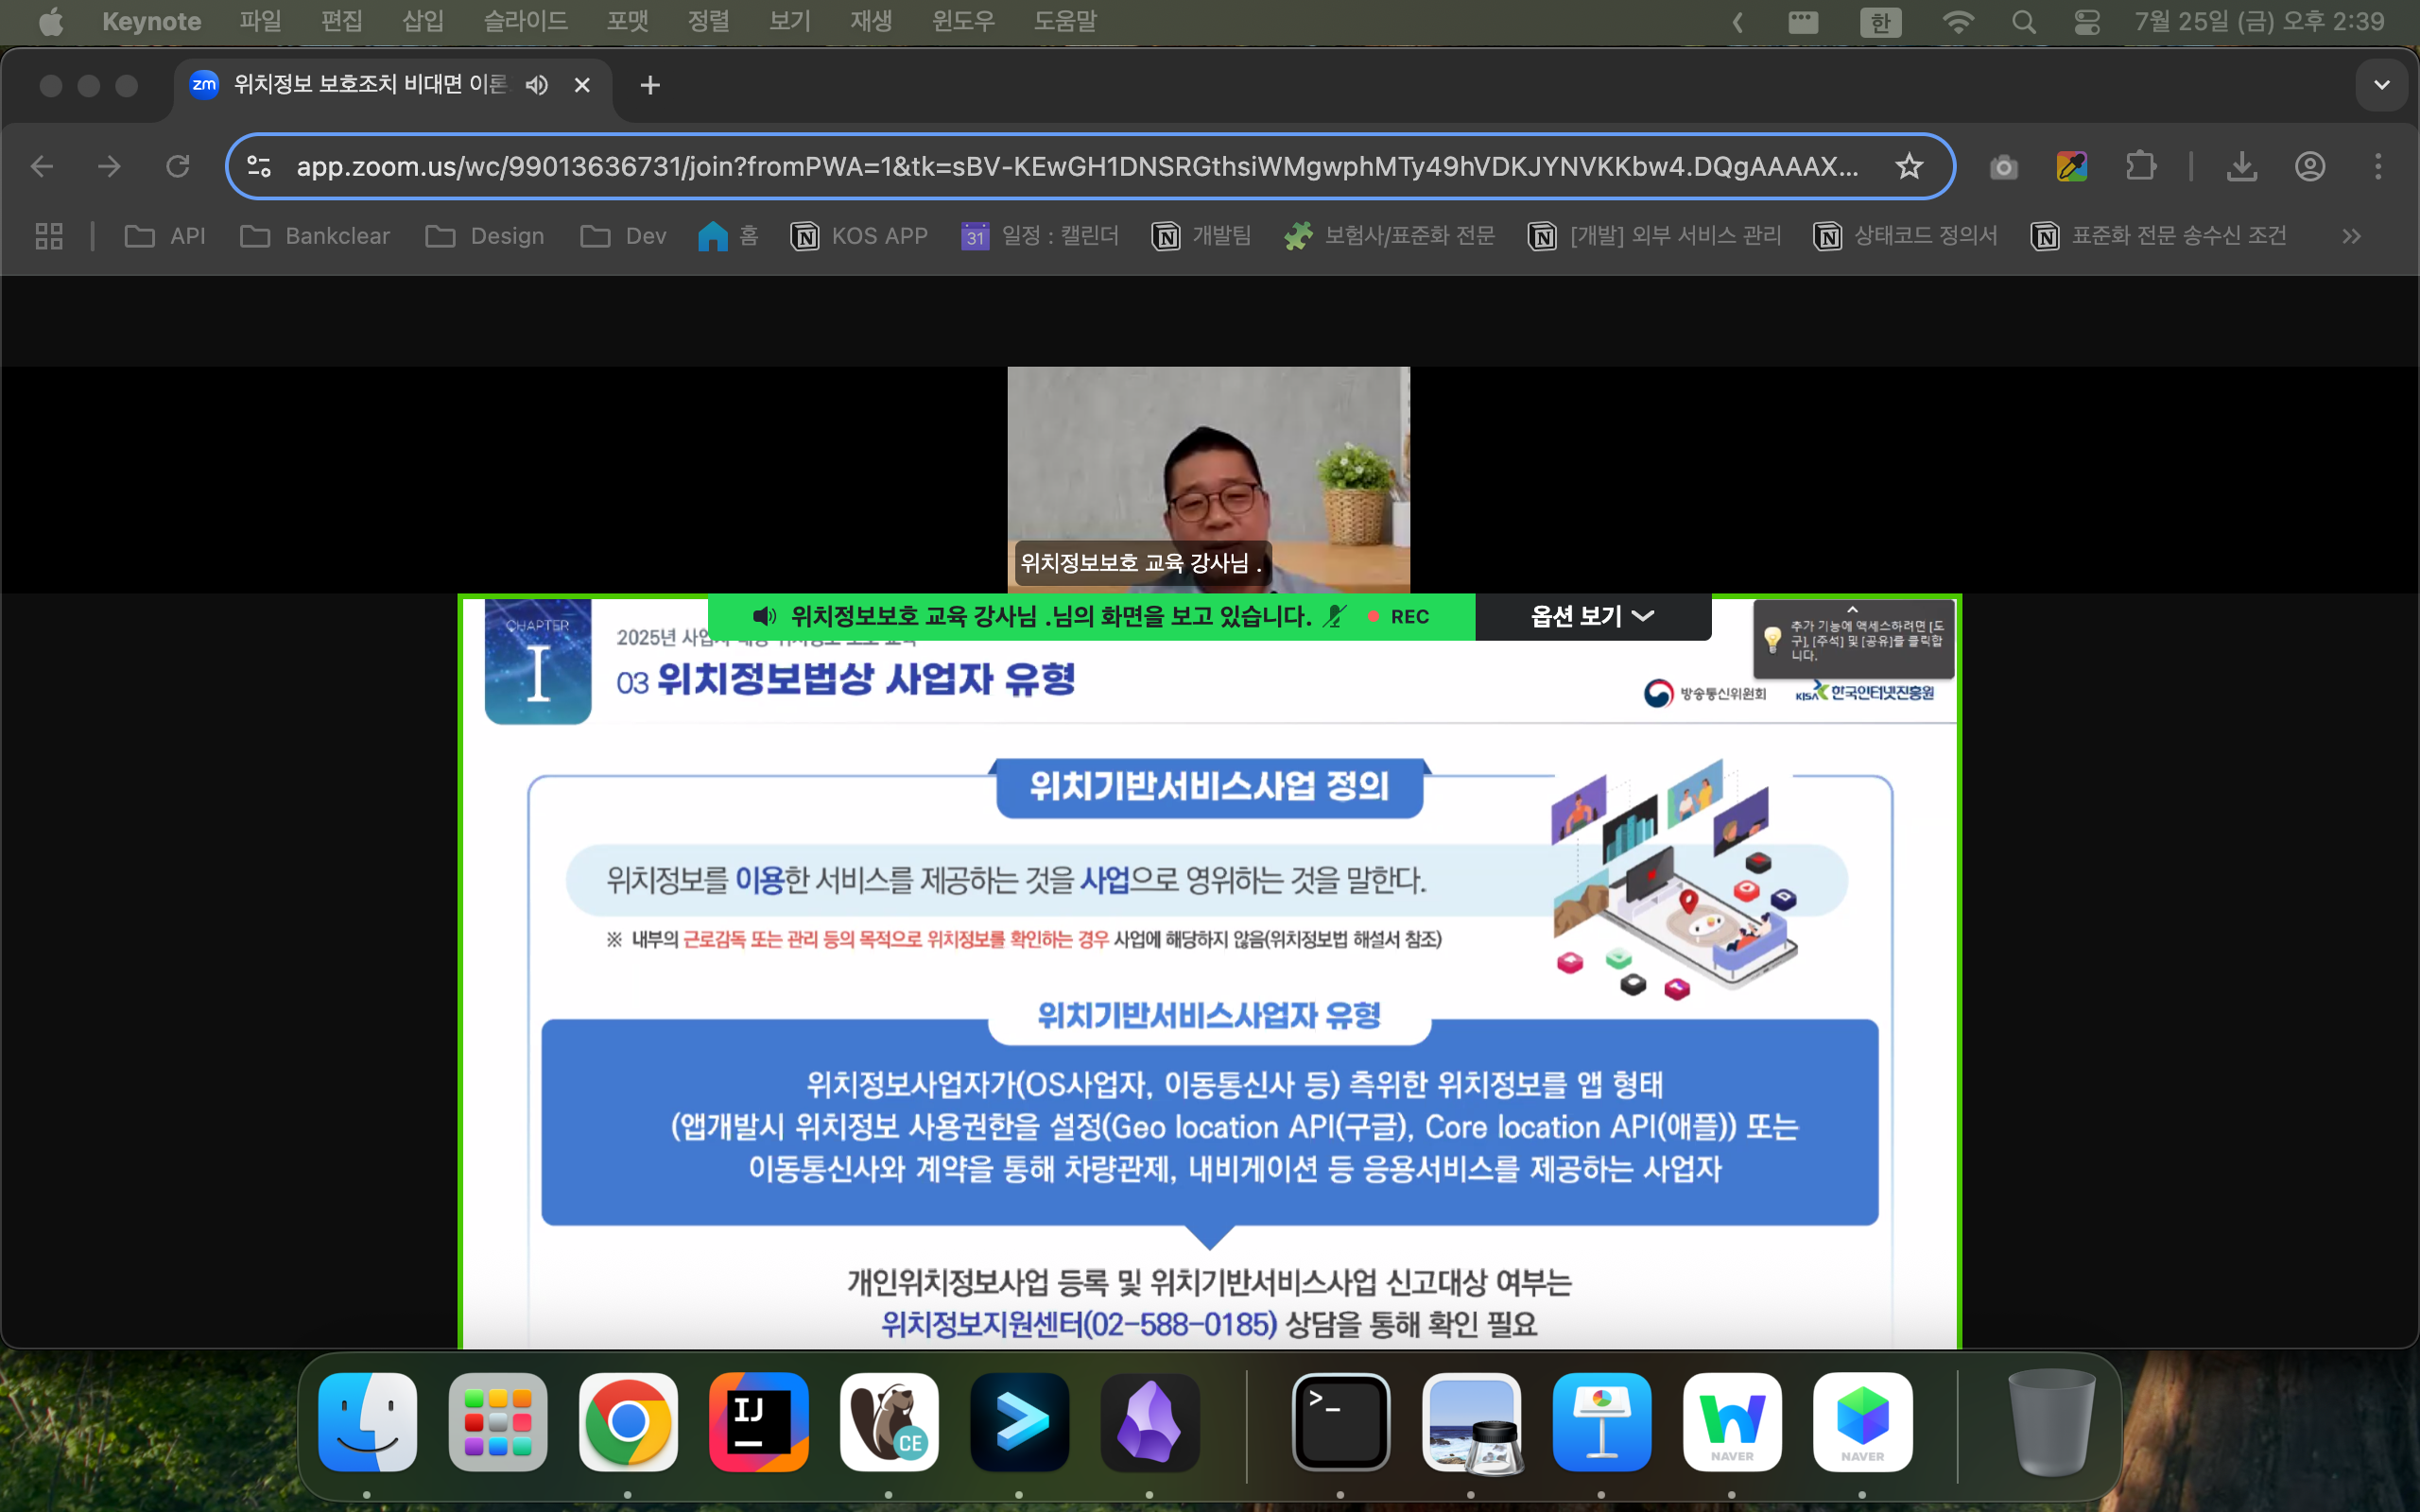 Keynote 파일 편집 삽입 슬라이드 포맷 정렬 보기 재생 윈도우 도움말 한 7월 25일 (금) 오후 2:39
zm 위치정보 보호조치 비대면 이론
app.zoom.us/wc/99013636731/join?fromPWA=1&tk=sBV-KEwGH1DNSRGthsiWMgwphMTy49hVDKJYNVKKbw4.DQgAAAAX...
API Bankclear Design Dev 홈 KOS APP 31 일정 : 캘린더 개발팀 보험사/표준화 전문 [개발] 외부 서비스 관리 상태코드 정의서 표준화 전문 송수신 조건
위치정보보호 교육 강사님 .
위치정보보호 교육 강사님 .님의 화면을 보고 있습니다. REC 옵션 보기
추가 기능에 액세스하려면 [도
구], [주석] 및 [공유]를 클릭합
니다.
CHAPTER
I
2025년
03 위치정보법상 사업자 유형
방송통신위원회 KISA 한국인터넷진흥원
위치기반서비스사업 정의
위치정보를 이용한 서비스를 제공하는 것을 사업으로 영위하는 것을 말한다.
※ 내부의 근로감독 또는 관리 등의 목적으로 위치정보를 확인하는 경우 사업에 해당하지 않음(위치정보법 해설서 참조)
위치기반서비스사업자 유형
위치정보사업자가(OS사업자, 이동통신사 등) 측위한 위치정보를 앱 형태
(앱개발시 위치정보 사용권한을 설정(Geo location API(구글), Core location API(애플)) 또는
이동통신사와 계약을 통해 차량관제, 내비게이션 등 응용서비스를 제공하는 사업자
개인위치정보사업 등록 및 위치기반서비스사업 신고대상 여부는
위치정보지원센터(02-588-0185) 상담을 통해 확인 필요
IJ CE >_ NAVER NAVER